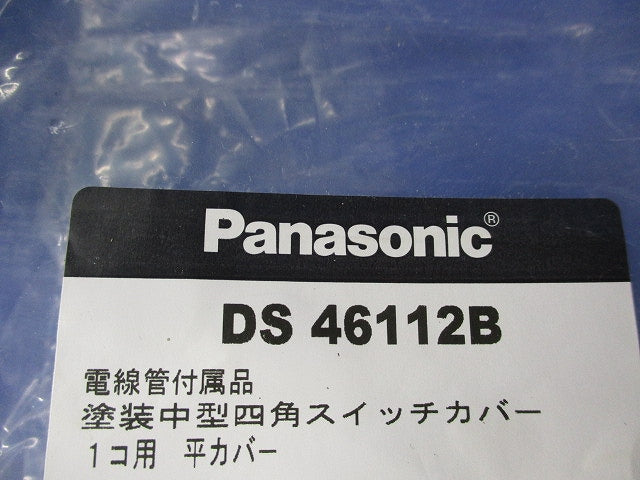 Panasonic®
DS 46112B
電線管付属品
塗装中型四角スイッチカバー
1コ用 平カバー